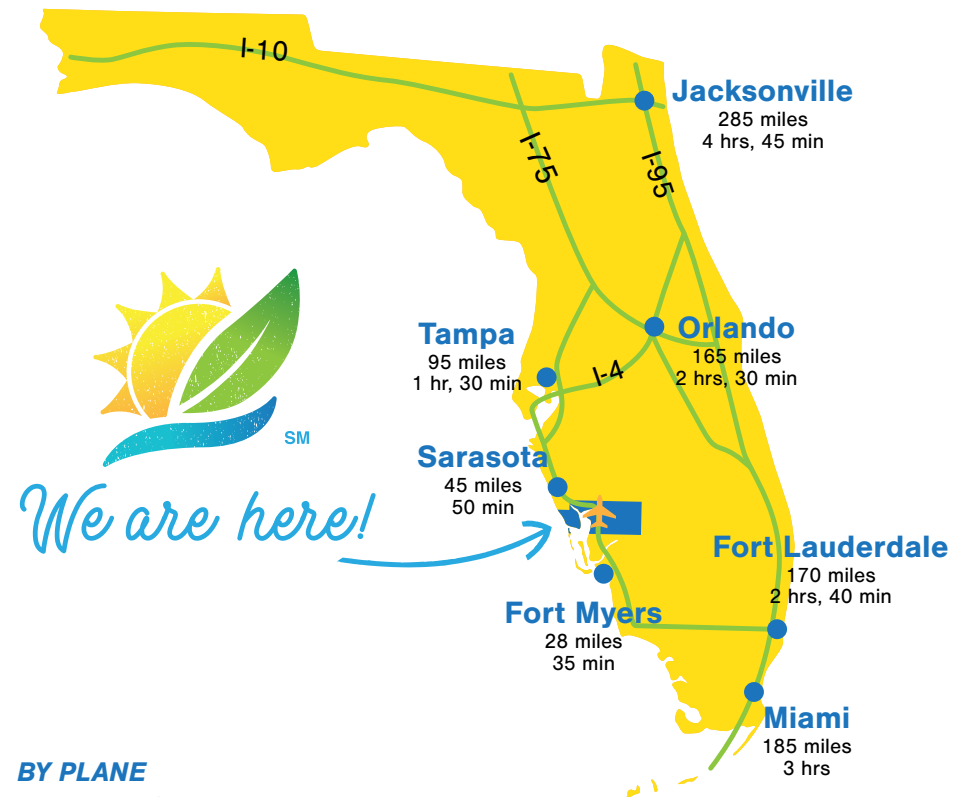 I-10
Jacksonville
285 miles
4 hrs, 45 min
I-75
I-95
Tampa
95 miles
1 hr, 30 min
Orlando
165 miles
2 hrs, 30 min
I-4
SM
Sarasota
45 miles
50 min
We are here!
Fort Lauderdale
170 miles
2 hrs, 40 min
Fort Myers
28 miles
35 min
Miami
185 miles
3 hrs
BY PLANE